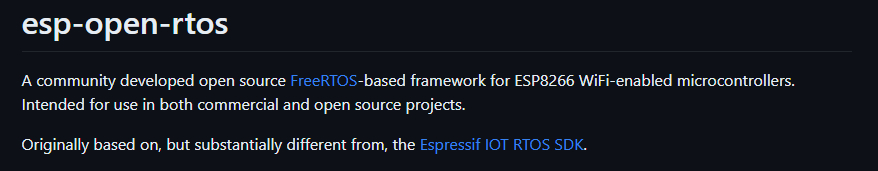 esp-open-rtos
A community developed open source FreeRTOS-based framework for ESP8266 WiFi-enabled microcontrollers.
Intended for use in both commercial and open source projects.
Originally based on, but substantially different from, the Espressif IOT RTOS SDK.